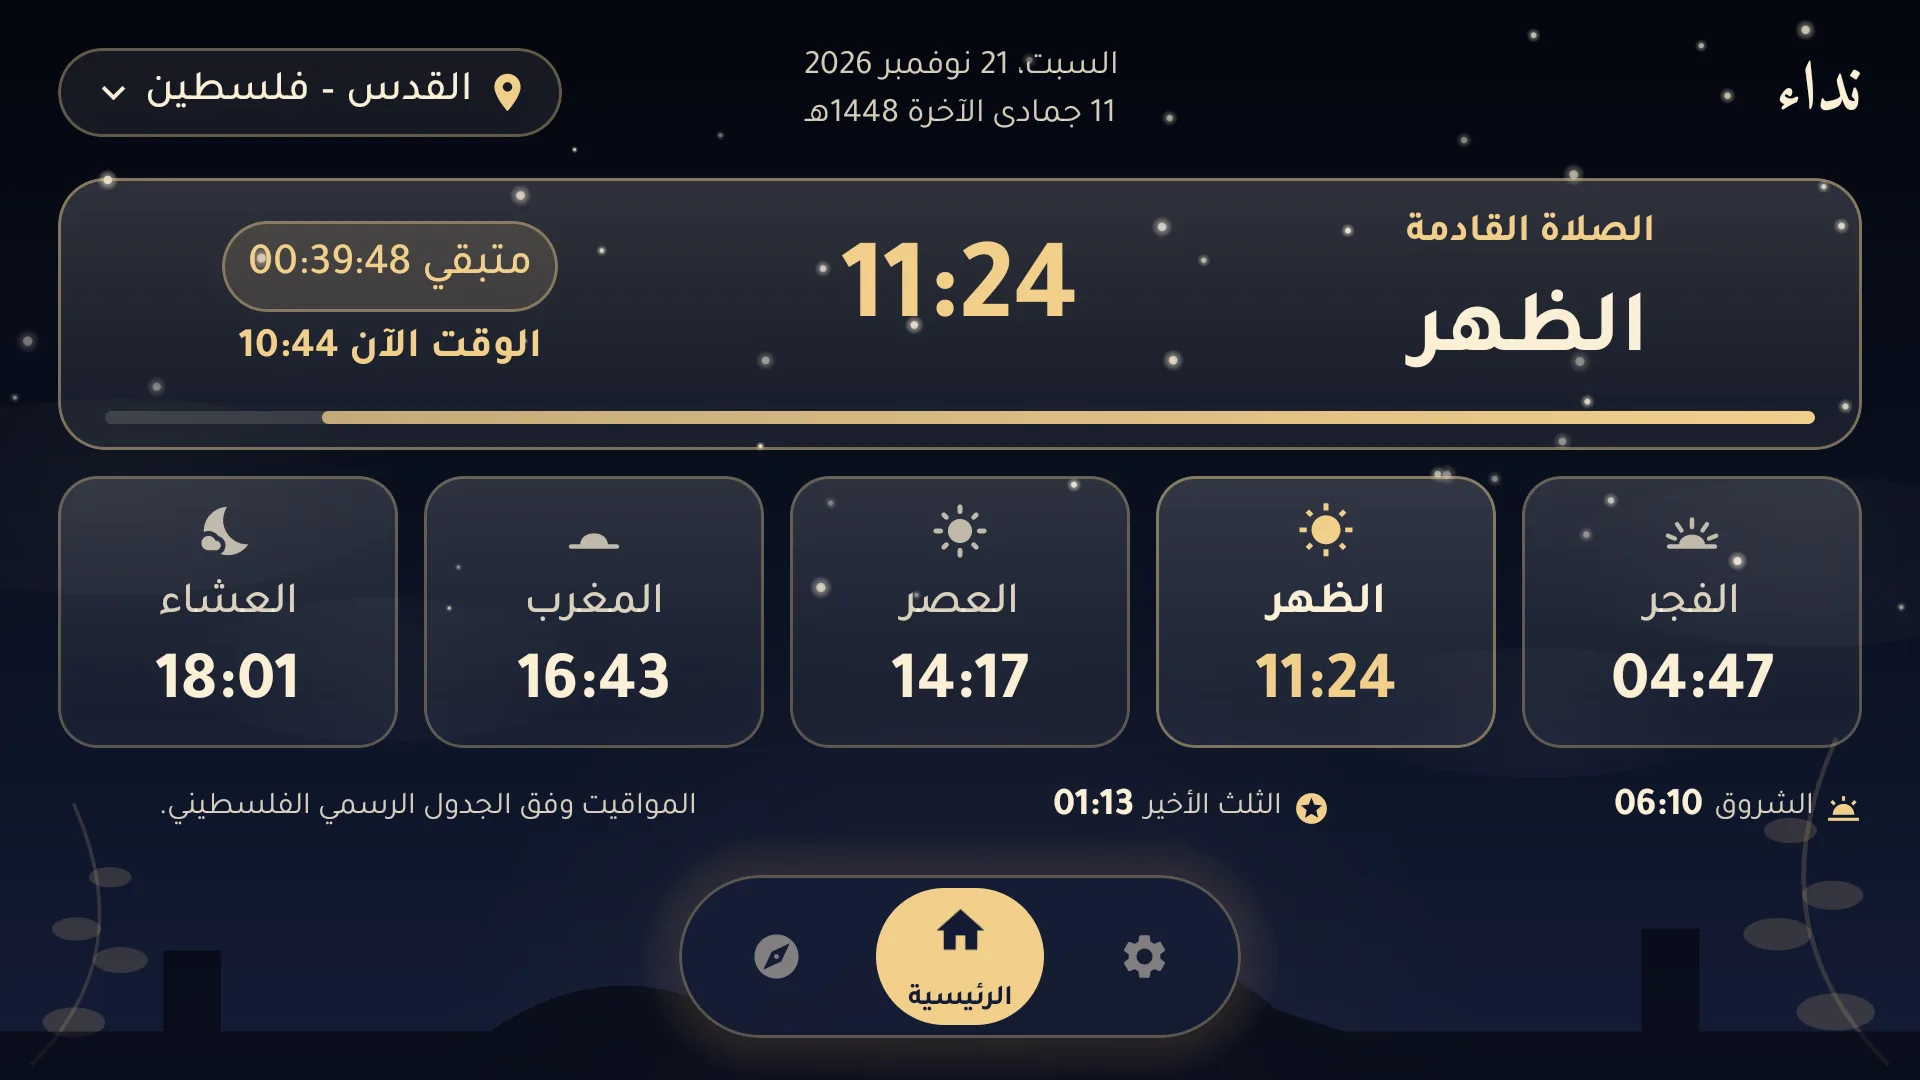 نداء
السبت، 21 نوفمبر 2026
11 جمادى الآخرة 1448هـ
القدس - فلسطين
الصلاة القادمة
الظهر
11:24
متبقي 00:39:48
الوقت الآن 10:44
الفجر
04:47
الظهر
11:24
العصر
14:17
المغرب
16:43
العشاء
18:01
الشروق 06:10
الثلث الأخير 01:13
المواقيت وفق الجدول الرسمي الفلسطيني.
الرئيسية